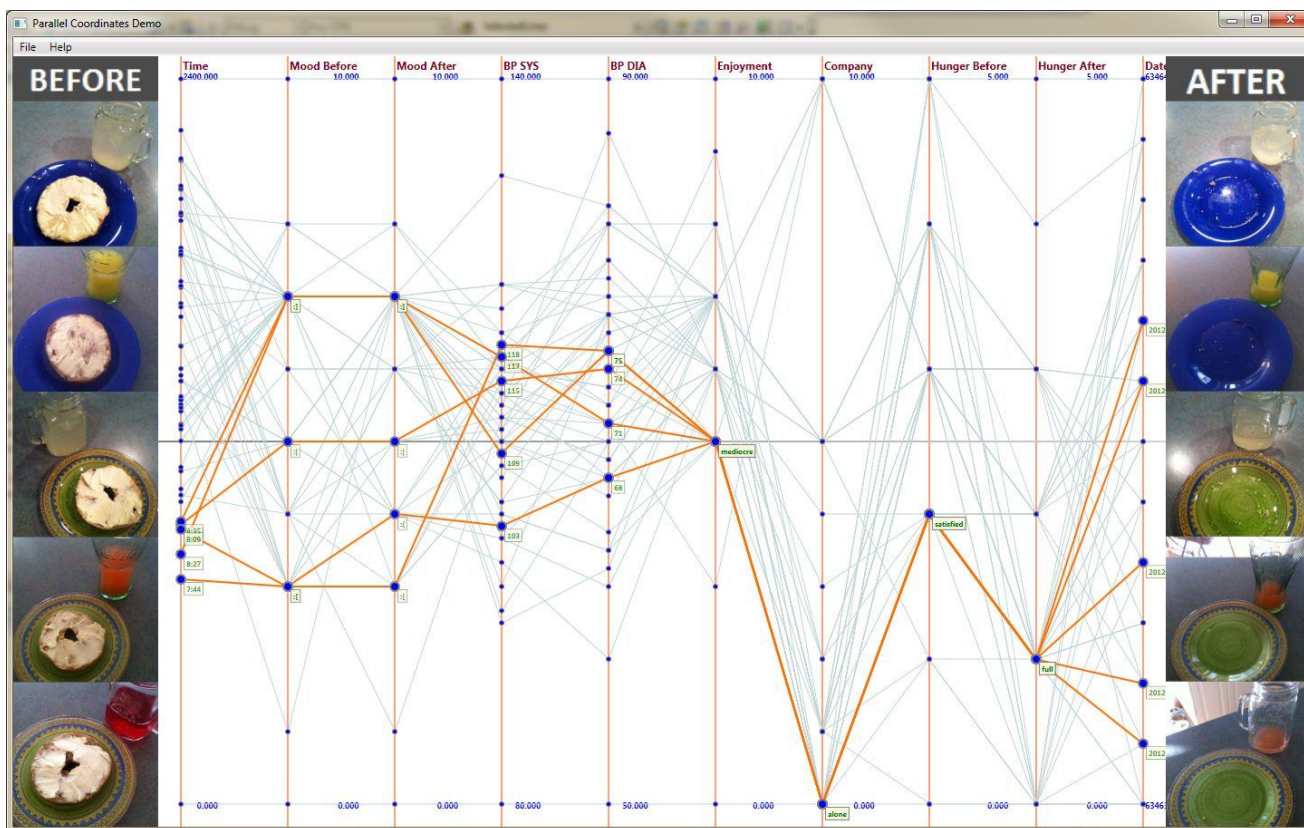 Parallel Coordinates Demo
File Help
BEFORE
AFTER
Time Mood Before Mood After BP SYS BP DIA Enjoyment Company Hunger Before Hunger After Date
2400.000 10.000 10.000 140.000 90.000 10.000 10.000 5.000 5.000 63464
:) :)
118 75
117 74
115
71
mediocre
109
68
satisfied
103
9:09
8:27
7:44
full
2012
2012
2012
2012
2012
alone
0.000 0.000 0.000 80.000 50.000 0.000 0.000 0.000 0.000 63463